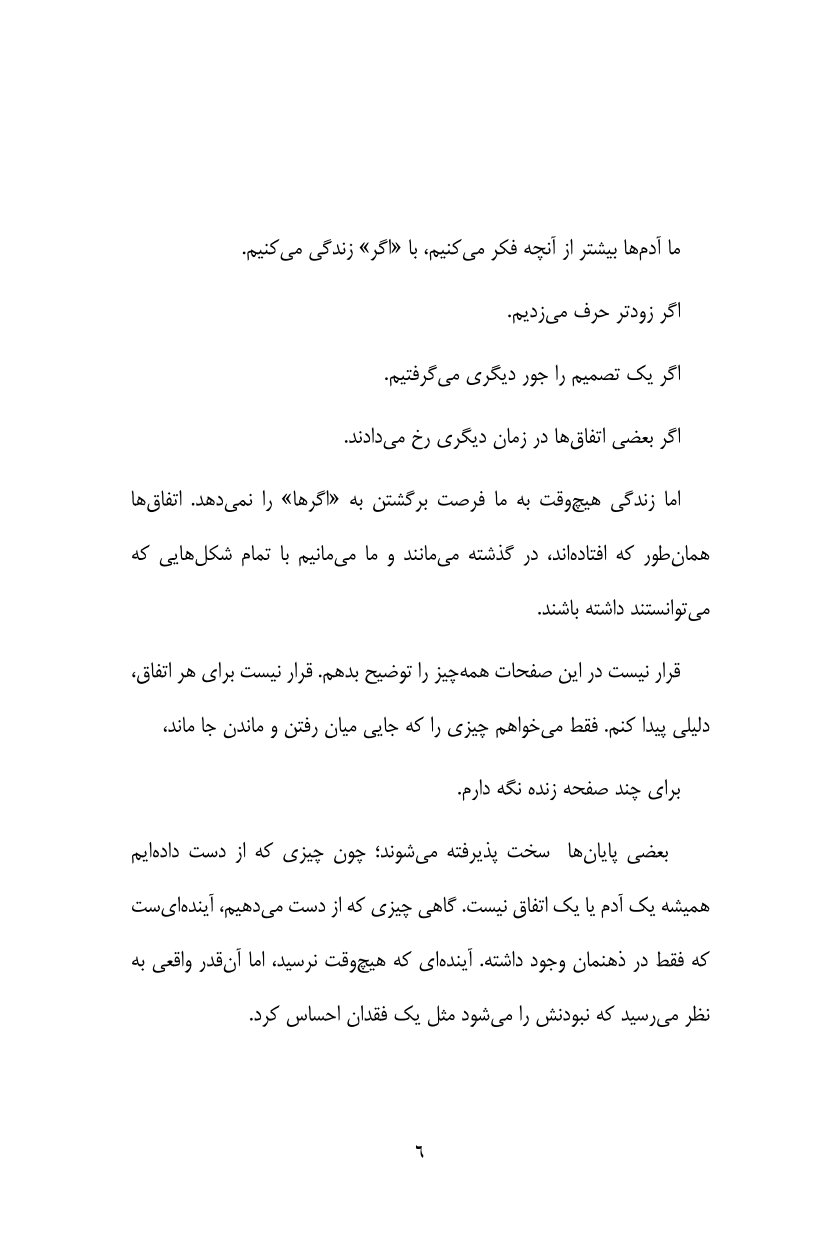 ما آدم‌ها بیشتر از آنچه فکر می‌کنیم، با «اگر» زندگی می‌کنیم.
اگر زودتر حرف می‌زدیم.
اگر یک تصمیم را جور دیگری می‌گرفتیم.
اگر بعضی اتفاق‌ها در زمان دیگری رخ می‌دادند.
اما زندگی هیچ‌وقت به ما فرصت برگشتن به «اگرها» را نمی‌دهد. اتفاق‌ها
همان‌طور که افتاده‌اند، در گذشته می‌مانند و ما می‌مانیم با تمام شکل‌هایی که
می‌توانستند داشته باشند.
قرار نیست در این صفحات همه‌چیز را توضیح بدهم. قرار نیست برای هر اتفاق،
دلیلی پیدا کنم. فقط می‌خواهم چیزی را که جایی میان رفتن و ماندن جا ماند،
برای چند صفحه زنده نگه دارم.
بعضی پایان‌ها  سخت پذیرفته می‌شوند؛ چون چیزی که از دست داده‌ایم
همیشه یک آدم یا یک اتفاق نیست. گاهی چیزی که از دست می‌دهیم، آینده‌ای‌ست
که فقط در ذهنمان وجود داشته. آینده‌ای که هیچ‌وقت نرسید، اما آن‌قدر واقعی به
نظر می‌رسید که نبودنش را می‌شود مثل یک فقدان احساس کرد.
٦